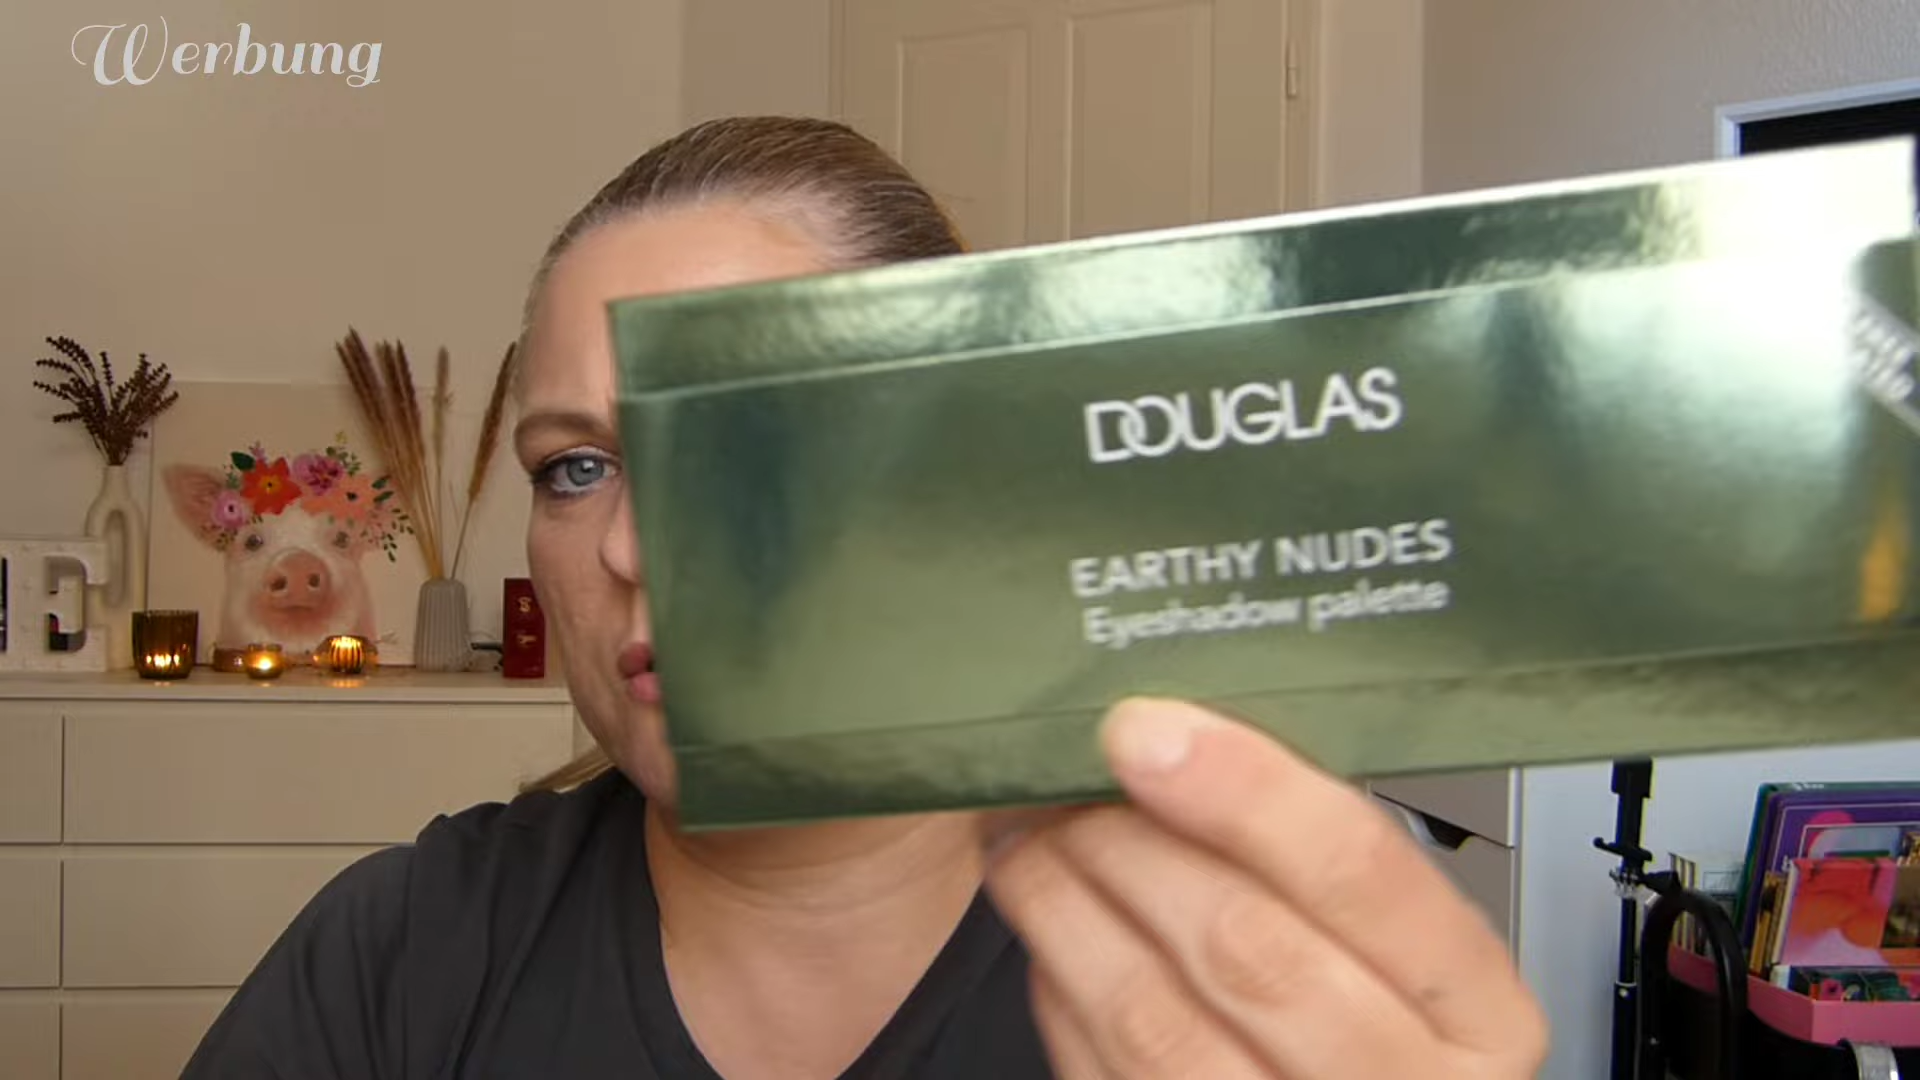 Werbung
DOUGLAS
EARTHY NUDES
Eyeshadow palette
E